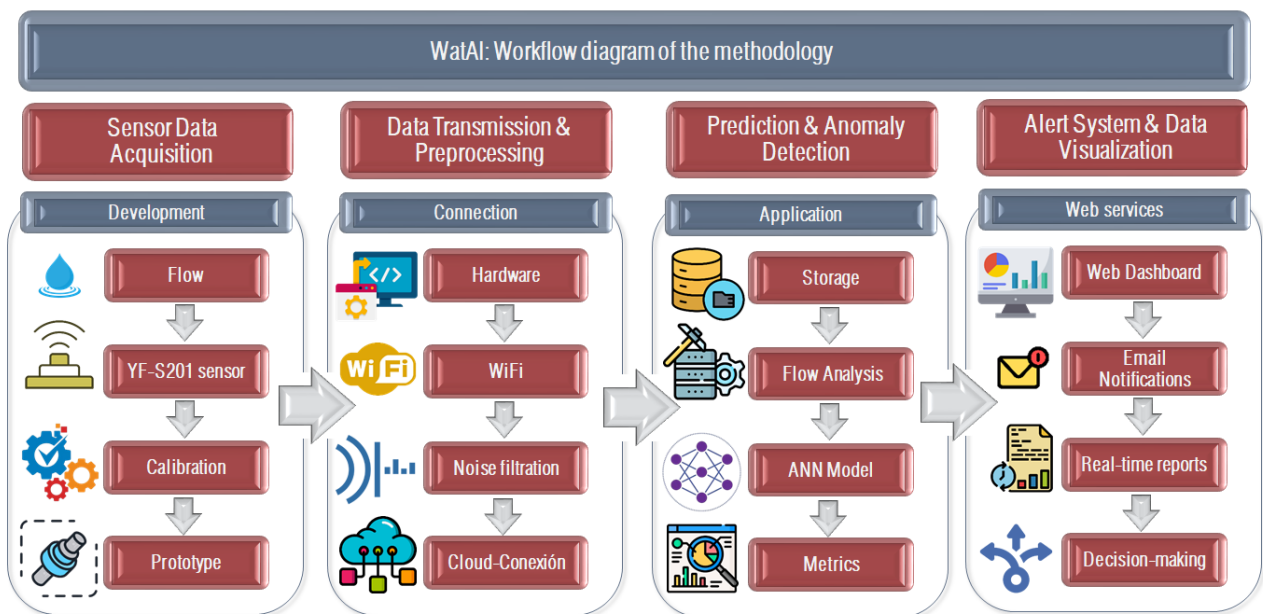 WatAI: Workflow diagram of the methodology
Sensor Data
Acquisition
Development
Flow
YF-S201 sensor
Calibration
Prototype
Data Transmission &
Preprocessing
Connection
Hardware
WiFi
WiFi
Noise filtration
Cloud-Conexión
Prediction & Anomaly
Detection
Application
Storage
Flow Analysis
ANN Model
Metrics
Alert System & Data
Visualization
Web services
Web Dashboard
Email
Notifications
Real-time reports
Decision-making